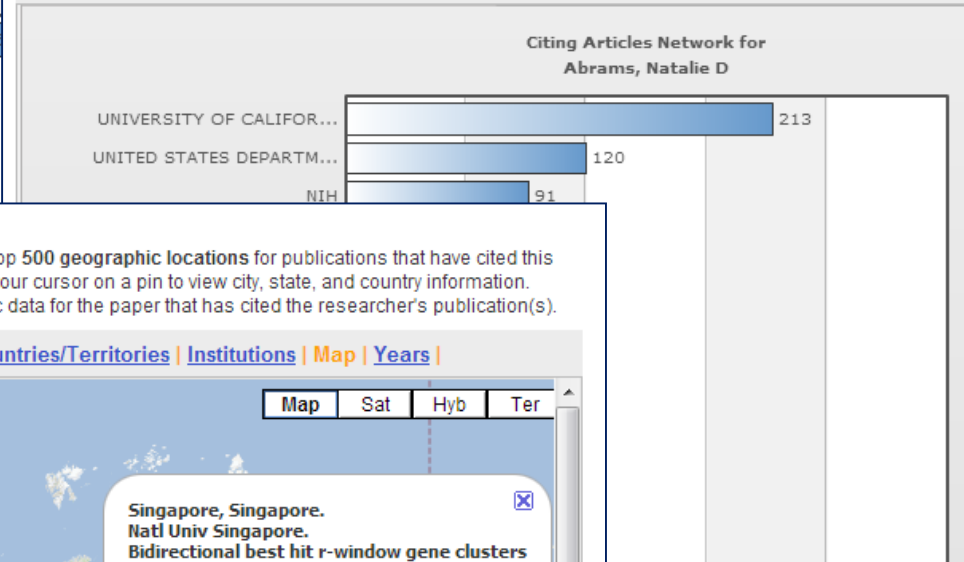 Citing Articles Network for
Abrams, Natalie D
UNIVERSITY OF CALIFOR... 213
UNITED STATES DEPARTM... 120
NIH 91
500 geographic locations for publications that have cited this
our cursor on a pin to view city, state, and country information.
data for the paper that has cited the researcher's publication(s).
untries/Territories | Institutions | Map | Years |
Map Sat Hyb Ter
Singapore, Singapore.
Natl Univ Singapore.
Bidirectional best hit r-window gene clusters